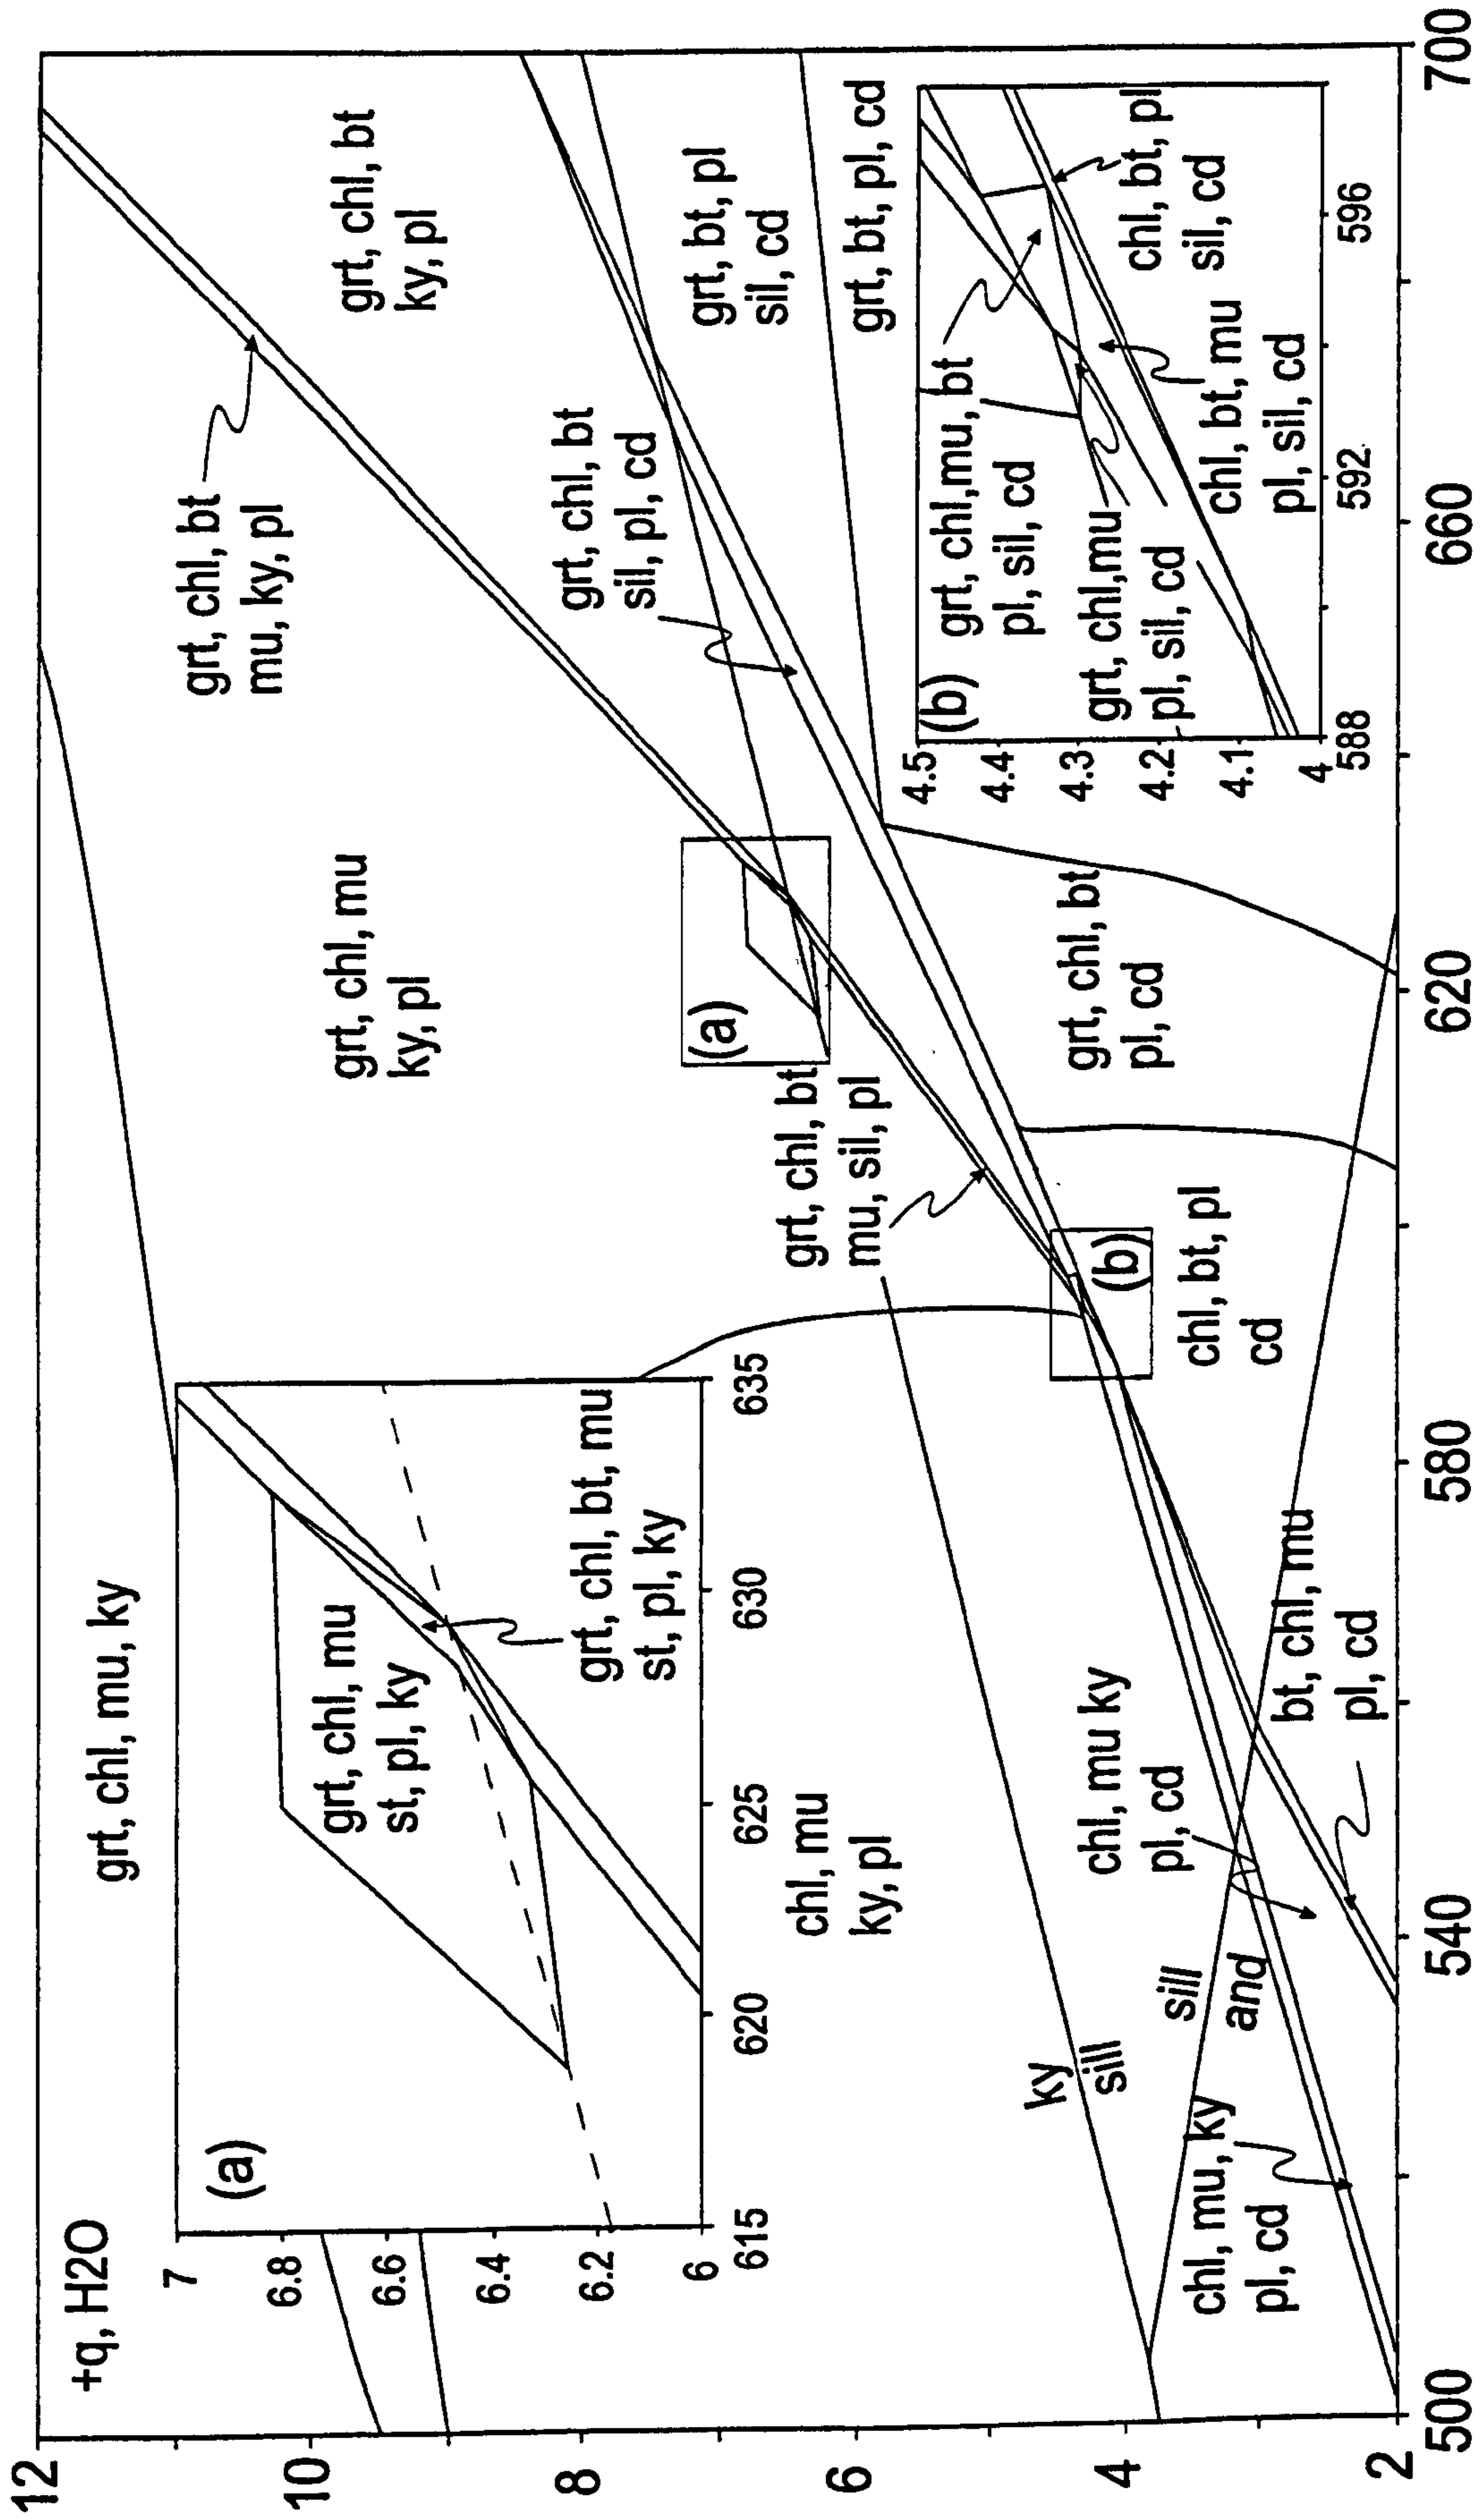 +q, H2O
grt, chl, mu, ky
grt, chl, mu
ky, pl
grt, chl, bt
mu, ky, pl
grt, chl, bt
ky, pl
(a)
grt, chl, mu
st, pl, ky
grt, chl, bt, mu
st, pl, ky
7
6.8
6.6
6.4
6.2
6
615
620
625
630
635
chl, mu
ky, pl
(a)
grt, chl, bt
mu, sil, pl
grt, chl, bt
sil, pl, cd
grt, bt, pl
sil, cd
grt, bt, pl, cd
ky
sill
sill
and
chl, mu, ky
pl, cd
chl, mu ky
pl, cd
bt, chl, mu
pl, cd
(b)
chl, bt, pl
cd
grt, chl, bt
pl, cd
(b)
grt, chl,mu, bt
pl, sil, cd
grt, chl,mu
pl, sil, cd
chl, bt, mu
pl, sil, cd
chl, bt, pl
sil, cd
4.5
4.4
4.3
4.2
4.1
4
588
592
596
12
10
8
6
4
2
500
540
580
620
660
700